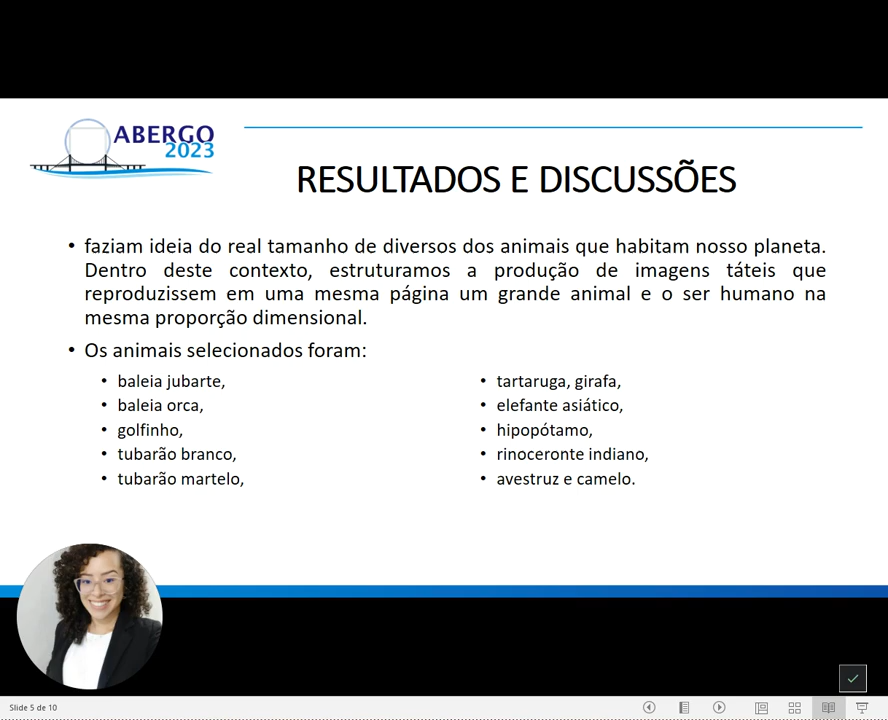 ABERGO
2023
RESULTADOS E DISCUSSÕES
• faziam ideia do real tamanho de diversos dos animais que habitam nosso planeta.
Dentro deste contexto, estruturamos a produção de imagens táteis que
reproduzissem em uma mesma página um grande animal e o ser humano na
mesma proporção dimensional.
• Os animais selecionados foram:
• baleia jubarte,
• baleia orca,
• golfinho,
• tubarão branco,
• tubarão martelo,
• tartaruga, girafa,
• elefante asiático,
• hipopótamo,
• rinoceronte indiano,
• avestruz e camelo.
Slide 5 de 10